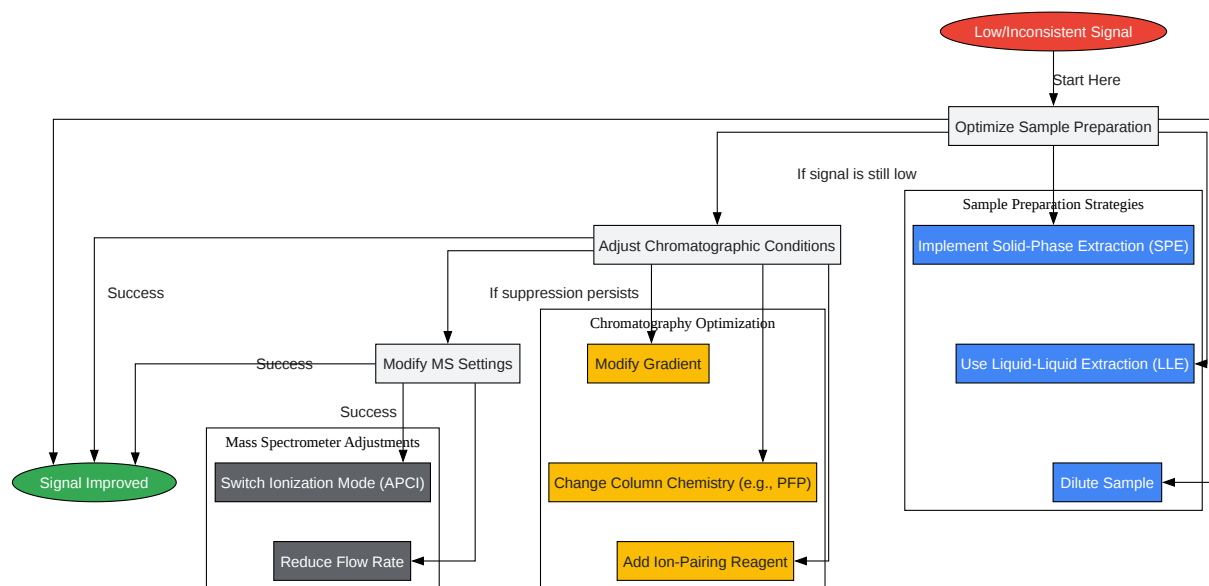 Low/Inconsistent Signal
Start Here
Optimize Sample Preparation
If signal is still low
Sample Preparation Strategies
Adjust Chromatographic Conditions
Implement Solid-Phase Extraction (SPE)
Success
If suppression persists
Chromatography Optimization
Success
Modify MS Settings
Modify Gradient
Use Liquid-Liquid Extraction (LLE)
Success
Mass Spectrometer Adjustments
Signal Improved
Switch Ionization Mode (APCI)
Change Column Chemistry (e.g., PFP)
Dilute Sample
Reduce Flow Rate
Add Ion-Pairing Reagent